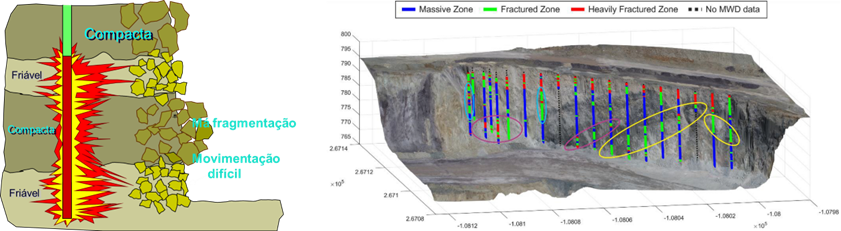 Compacta
Friável
Compacta
Friável
Má fragmentação
Movimentação
difícil
Massive Zone
Fractured Zone
Heavily Fractured Zone
No MWD data
800
795
790
785
780
775
770
765
2.6714
2.6712
2.671
2.6708
×10⁵
-1.0812
-1.081
-1.0808
-1.0806
-1.0804
-1.0802
-1.08
-1.0798
×10⁵